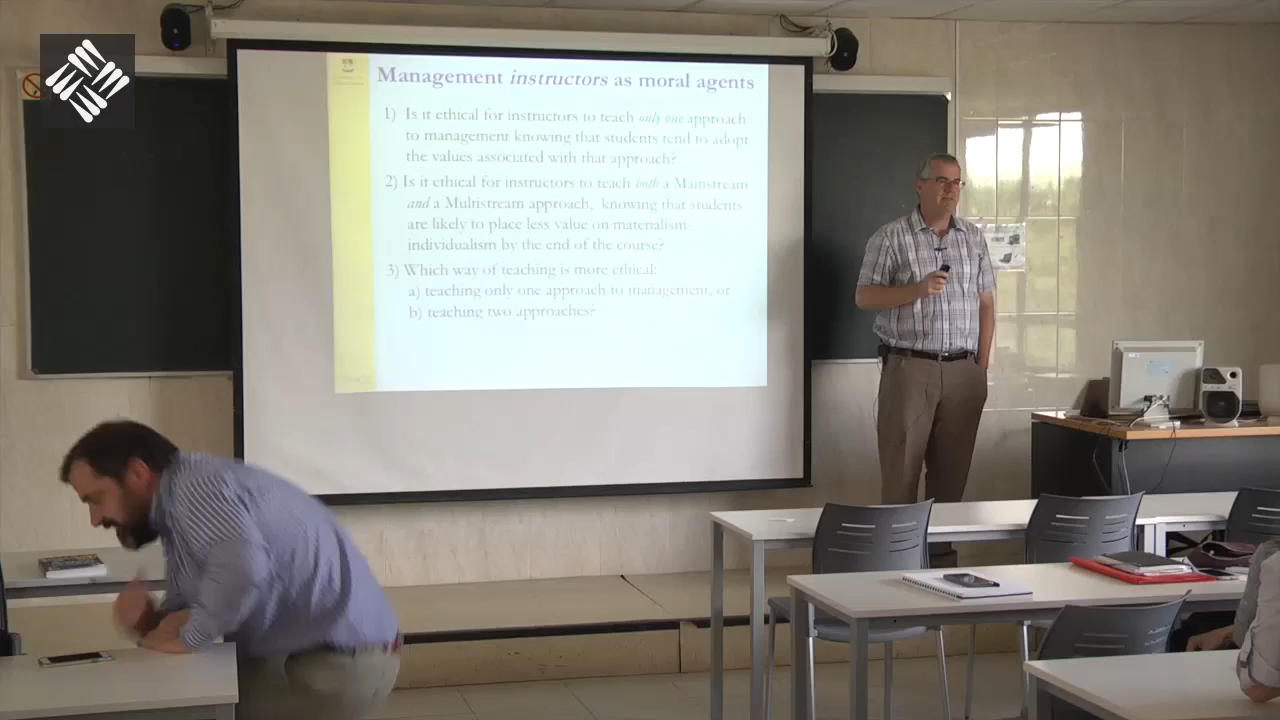 Management instructors as moral agents
1) Is it ethical for instructors to teach only one approach
to management knowing that students tend to adopt
the values associated with that approach?
2) Is it ethical for instructors to teach both a Mainstream
and a Multistream approach, knowing that students
are likely to place less value on materialism-
individualism by the end of the course?
3) Which way of teaching is more ethical:
a) teaching only one approach to management, or
b) teaching two approaches?